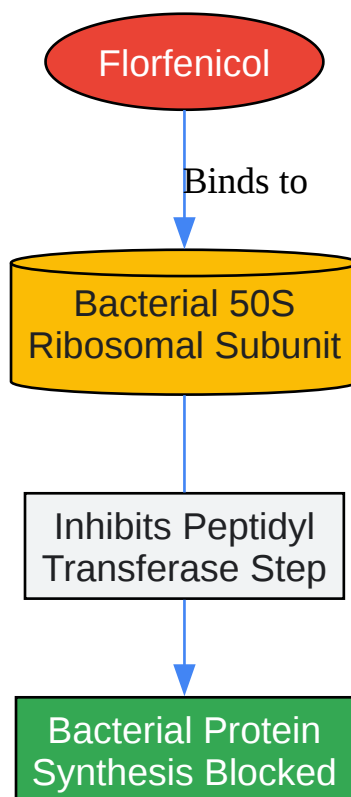 Florfenicol
Binds to
Bacterial 50S
Ribosomal Subunit
Inhibits Peptidyl
Transferase Step
Bacterial Protein
Synthesis Blocked